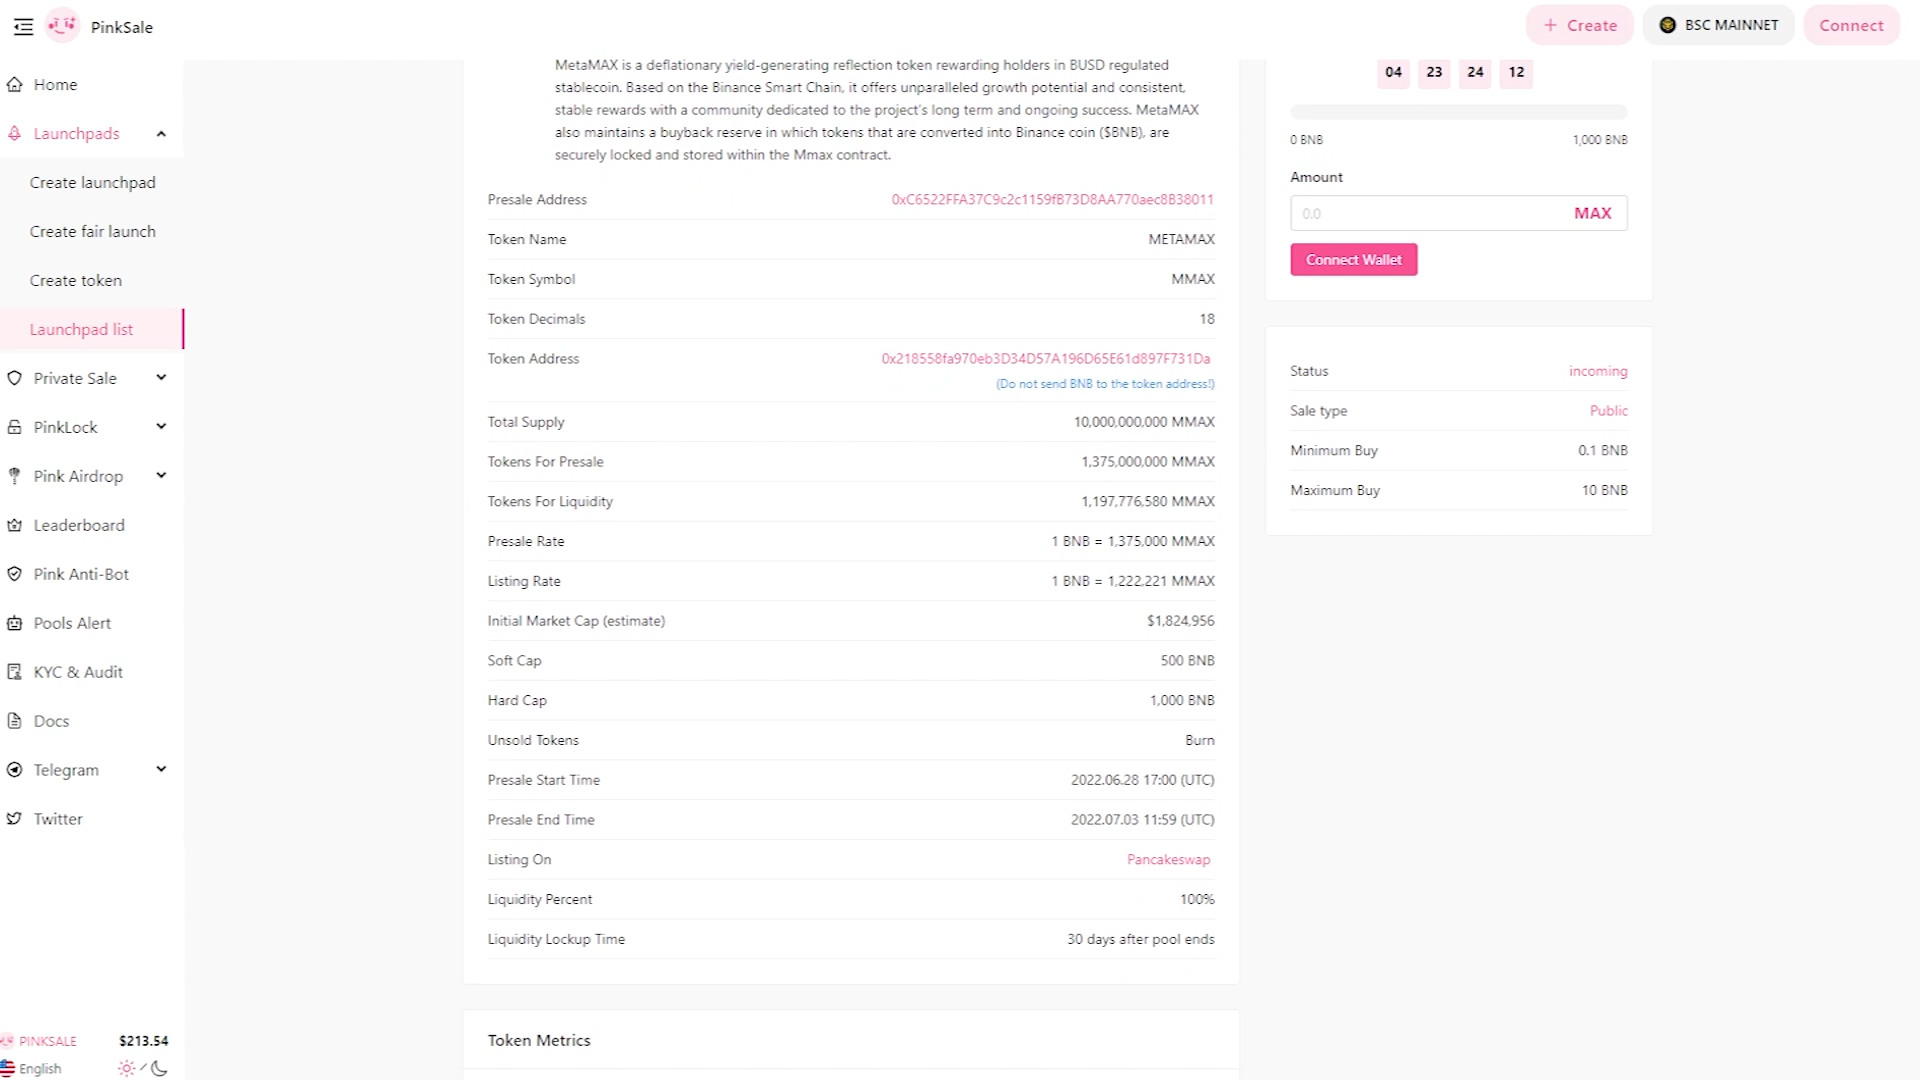 PinkSale
+ Create
BSC MAINNET
Connect
Home
Launchpads
Create launchpad
Create fair launch
Create token
Launchpad list
Private Sale
PinkLock
Pink Airdrop
Leaderboard
Pink Anti-Bot
Pools Alert
KYC & Audit
Docs
Telegram
Twitter
PINKSALE $213.54
English
MetaMAX is a deflationary yield-generating reflection token rewarding holders in BUSD regulated
stablecoin. Based on the Binance Smart Chain, it offers unparalleled growth potential and consistent,
stable rewards with a community dedicated to the project's long term and ongoing success. MetaMAX
also maintains a buyback reserve in which tokens that are converted into Binance coin ($BNB), are
securely locked and stored within the Mmax contract.
Presale Address 0xC6522FFA37C9c2c1159fB73D8AA770aec8B38011
Token Name METAMAX
Token Symbol MMAX
Token Decimals 18
Token Address 0x218558fa970eb3D34D57A196D65E61d897F731Da
(Do not send BNB to the token address!)
Total Supply 10,000,000,000 MMAX
Tokens For Presale 1,375,000,000 MMAX
Tokens For Liquidity 1,197,776,580 MMAX
Presale Rate 1 BNB = 1,375,000 MMAX
Listing Rate 1 BNB = 1,222,221 MMAX
Initial Market Cap (estimate) $1,824,956
Soft Cap 500 BNB
Hard Cap 1,000 BNB
Unsold Tokens Burn
Presale Start Time 2022.06.28 17:00 (UTC)
Presale End Time 2022.07.03 11:59 (UTC)
Listing On Pancakeswap
Liquidity Percent 100%
Liquidity Lockup Time 30 days after pool ends
Token Metrics
04 23 24 12
0 BNB 1,000 BNB
Amount
0.0 MAX
Connect Wallet
Status incoming
Sale type Public
Minimum Buy 0.1 BNB
Maximum Buy 10 BNB